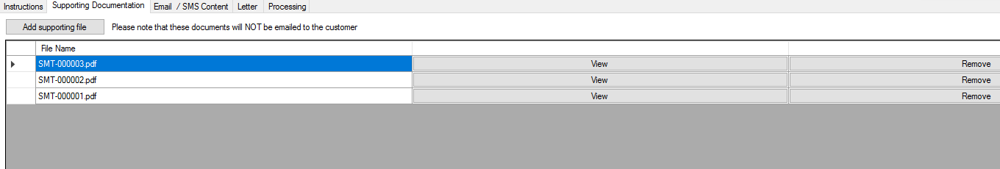 Instructions Supporting Documentation Email / SMS Content Letter Processing
Add supporting file Please note that these documents will NOT be emailed to the customer
File Name
SMT-000003.pdf View Remove
SMT-000002.pdf View Remove
SMT-000001.pdf View Remove